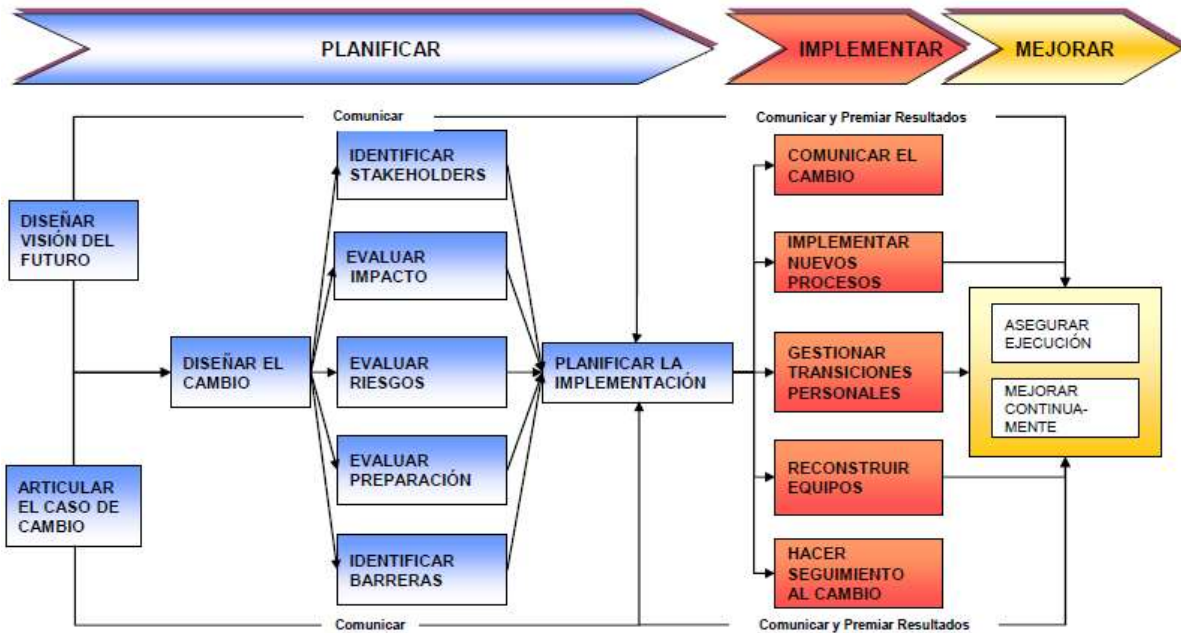 PLANIFICAR
IMPLEMENTAR
MEJORAR
Comunicar
Comunicar y Premiar Resultados
DISEÑAR
VISIÓN DEL
FUTURO
ARTICULAR
EL CASO DE
CAMBIO
DISEÑAR EL
CAMBIO
IDENTIFICAR
STAKEHOLDERS
EVALUAR
IMPACTO
EVALUAR
RIESGOS
EVALUAR
PREPARACIÓN
IDENTIFICAR
BARRERAS
PLANIFICAR LA
IMPLEMENTACIÓN
COMUNICAR EL
CAMBIO
IMPLEMENTAR
NUEVOS
PROCESOS
GESTIONAR
TRANSICIONES
PERSONALES
RECONSTRUIR
EQUIPOS
HACER
SEGUIMIENTO
AL CAMBIO
ASEGURAR
EJECUCIÓN
MEJORAR
CONTINUA-
MENTE
Comunicar
Comunicar y Premiar Resultados